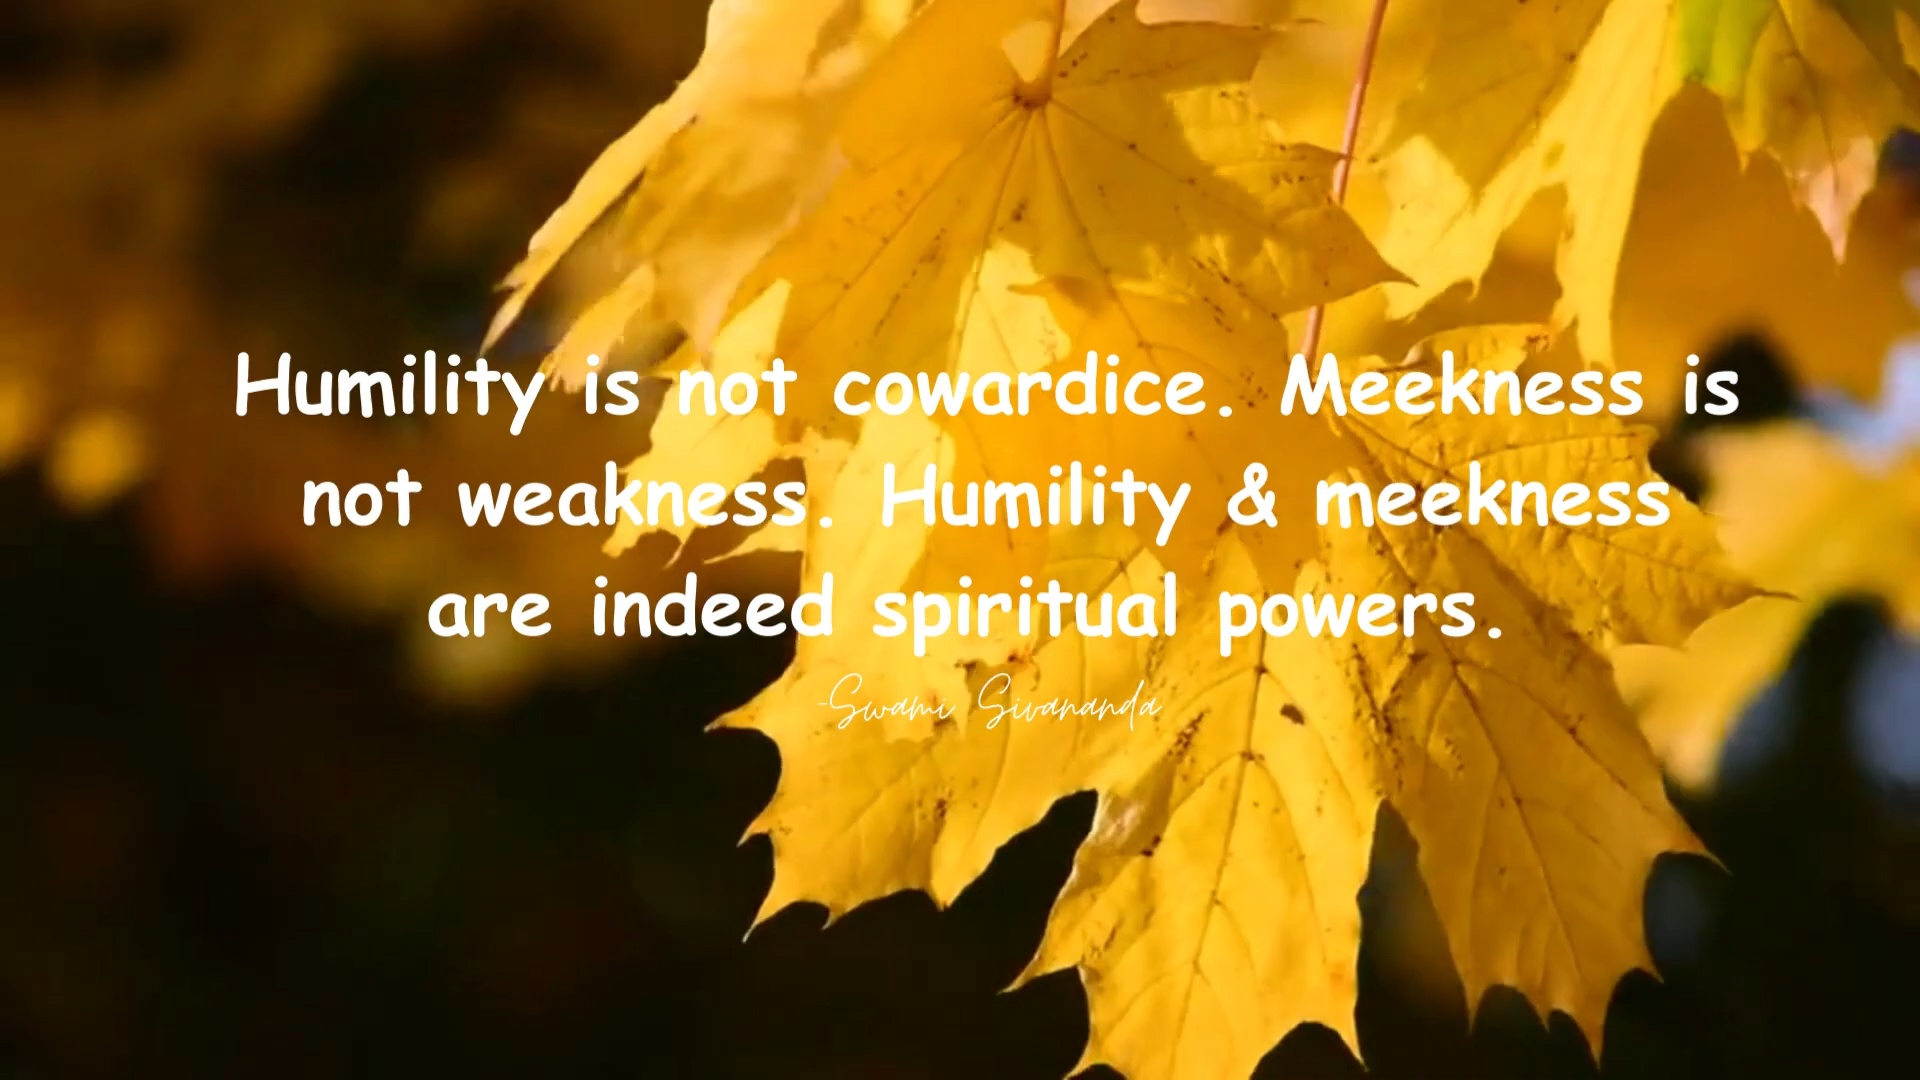 Humility is not cowardice. Meekness is
not weakness. Humility & meekness
are indeed spiritual powers.
-Swami Sivananda